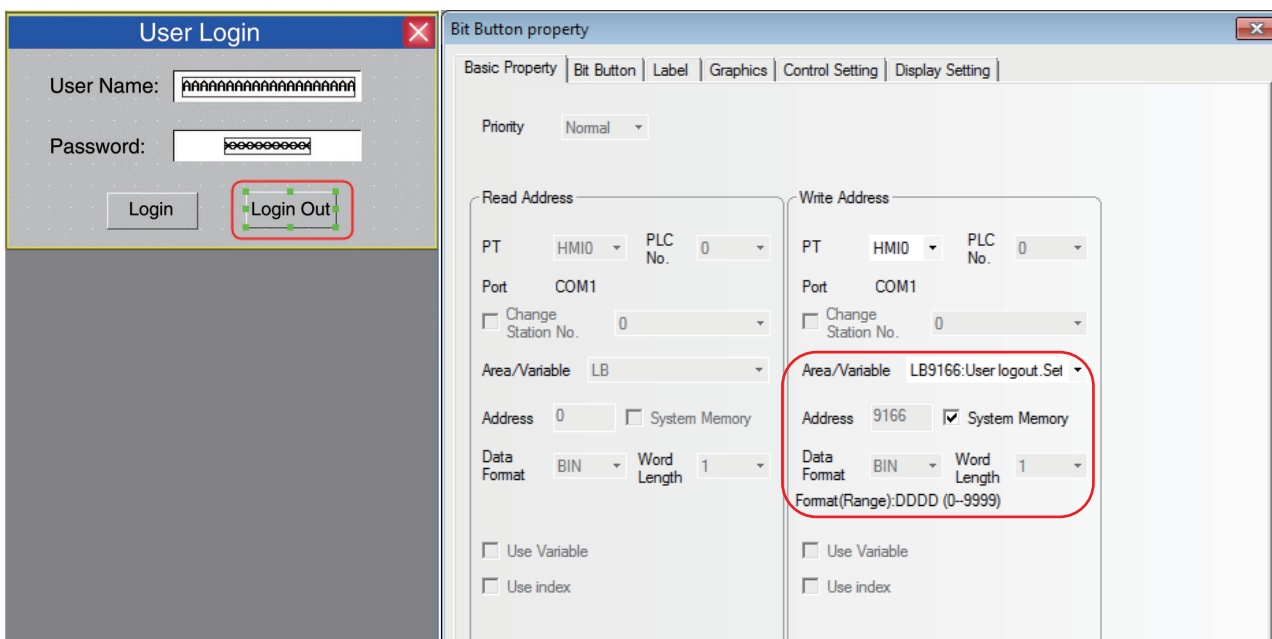 User Login
User Name: AAAAAAAAAAAAAAAAAAAA
Password: xxxxxxxxxx
Login Login Out
Bit Button property
Basic Property Bit Button Label Graphics Control Setting Display Setting
Priority Normal
Read Address
PT HMI0 PLC No. 0
Port COM1
Change Station No. 0
Area/Variable LB
Address 0 System Memory
Data Format BIN Word Length 1
Use Variable
Use index
Write Address
PT HMI0 PLC No. 0
Port COM1
Change Station No. 0
Area/Variable LB9166:User logout.Set
Address 9166 System Memory
Data Format BIN Word Length 1
Format(Range):DDDD (0--9999)
Use Variable
Use index